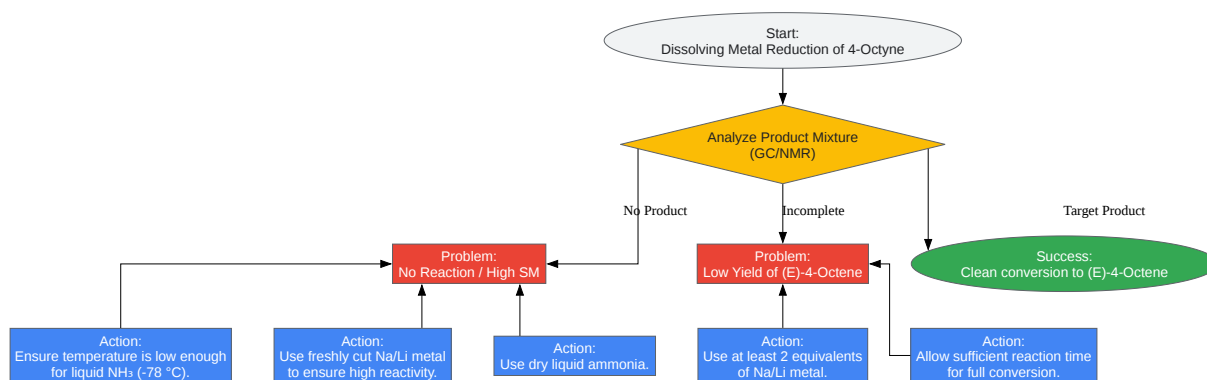 Start:
Dissolving Metal Reduction of 4-Octyne
Analyze Product Mixture
(GC/NMR)
No Product
Incomplete
Target Product
Problem:
No Reaction / High SM
Problem:
Low Yield of (E)-4-Octene
Success:
Clean conversion to (E)-4-Octene
Action:
Ensure temperature is low enough
for liquid NH₃ (-78 °C).
Action:
Use freshly cut Na/Li metal
to ensure high reactivity.
Action:
Use dry liquid ammonia.
Action:
Use at least 2 equivalents
of Na/Li metal.
Action:
Allow sufficient reaction time
for full conversion.